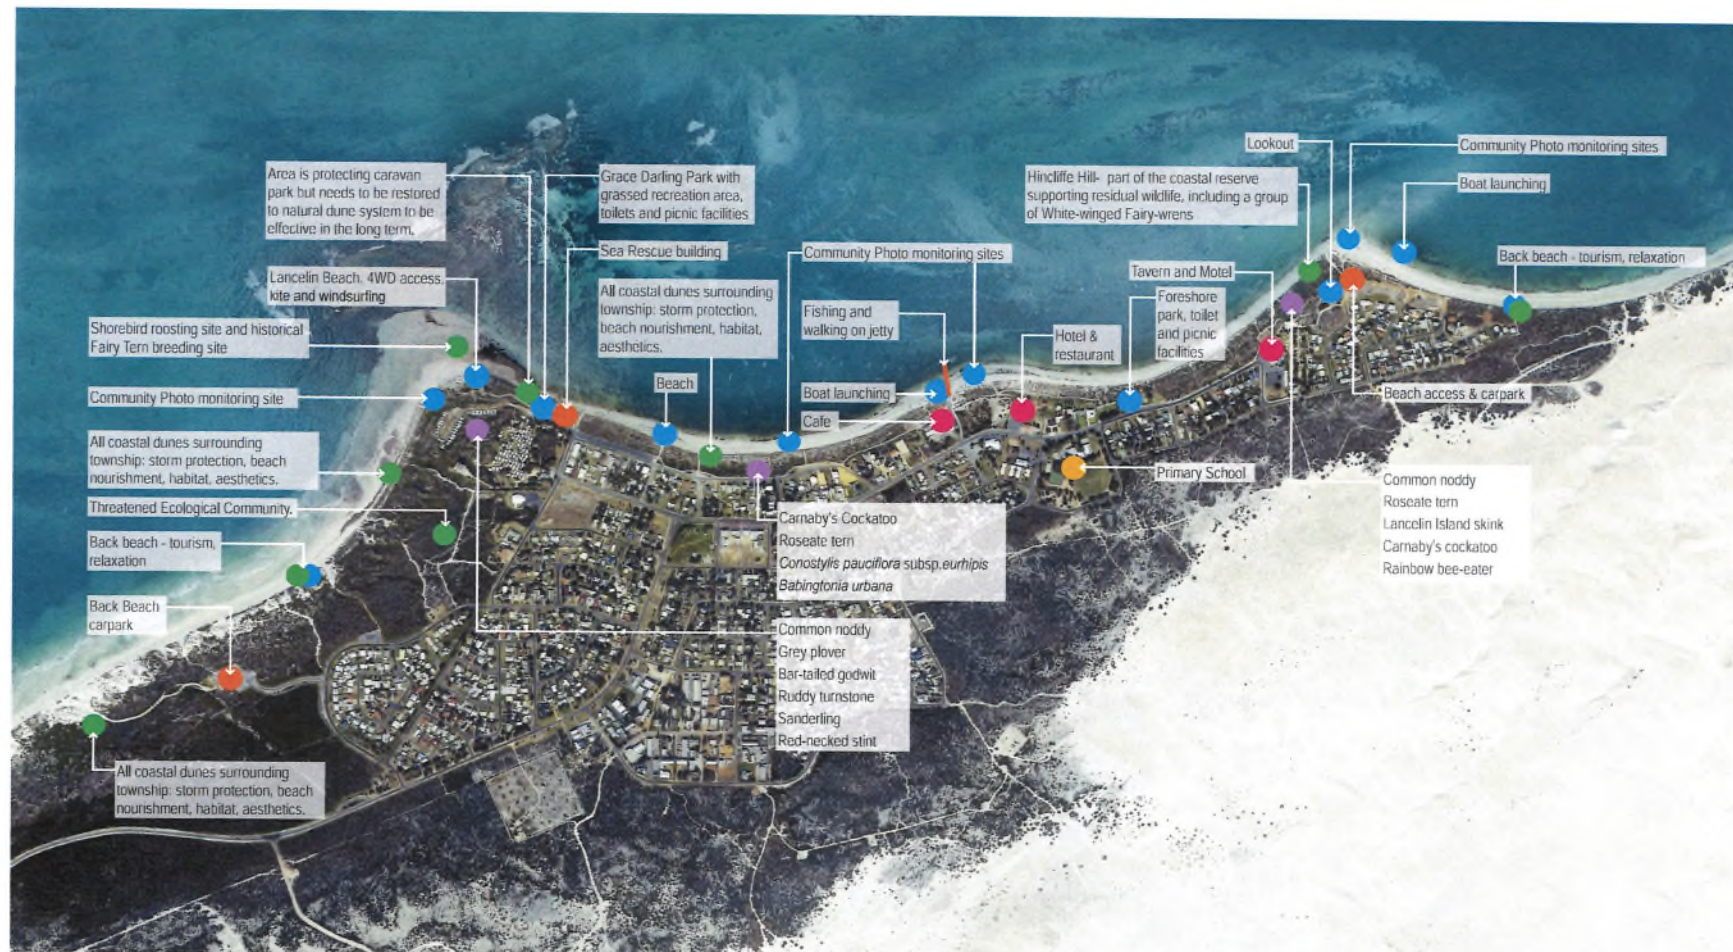 Area is protecting caravan
park but needs to be restored
to natural dune system to be
effective in the long term.
Grace Darling Park with
grassed recreation area,
toilets and picnic facilities
Sea Rescue building
Lancelin Beach. 4WD access.
kite and windsurfing
Shorebird roosting site and historical
Fairy Tern breeding site
Community Photo monitoring site
All coastal dunes surrounding
township: storm protection, beach
nourishment, habitat, aesthetics.
Threatened Ecological Community.
Back beach - tourism,
relaxation
Back Beach
carpark
All coastal dunes surrounding
township: storm protection, beach
nourishment, habitat, aesthetics.
All coastal dunes surrounding
township: storm protection,
beach nourishment, habitat,
aesthetics.
Beach
Community Photo monitoring sites
Fishing and
walking on jetty
Boat launching
Cafe
Hotel &
restaurant
Carnaby's Cockatoo
Roseate tern
Conostylis pauciflora subsp.eurhipis
Babingtonia urbana
Common noddy
Grey plover
Bar-tailed godwit
Ruddy turnstone
Sanderling
Red-necked stint
Hincliffe Hill- part of the coastal reserve
supporting residual wildlife, including a group
of White-winged Fairy-wrens
Lookout
Community Photo monitoring sites
Boat launching
Back beach - tourism, relaxation
Tavern and Motel
Foreshore
park, toilet
and picnic
facilities
Beach access & carpark
Primary School
Common noddy
Roseate tern
Lancelin Island skink
Carnaby's cockatoo
Rainbow bee-eater